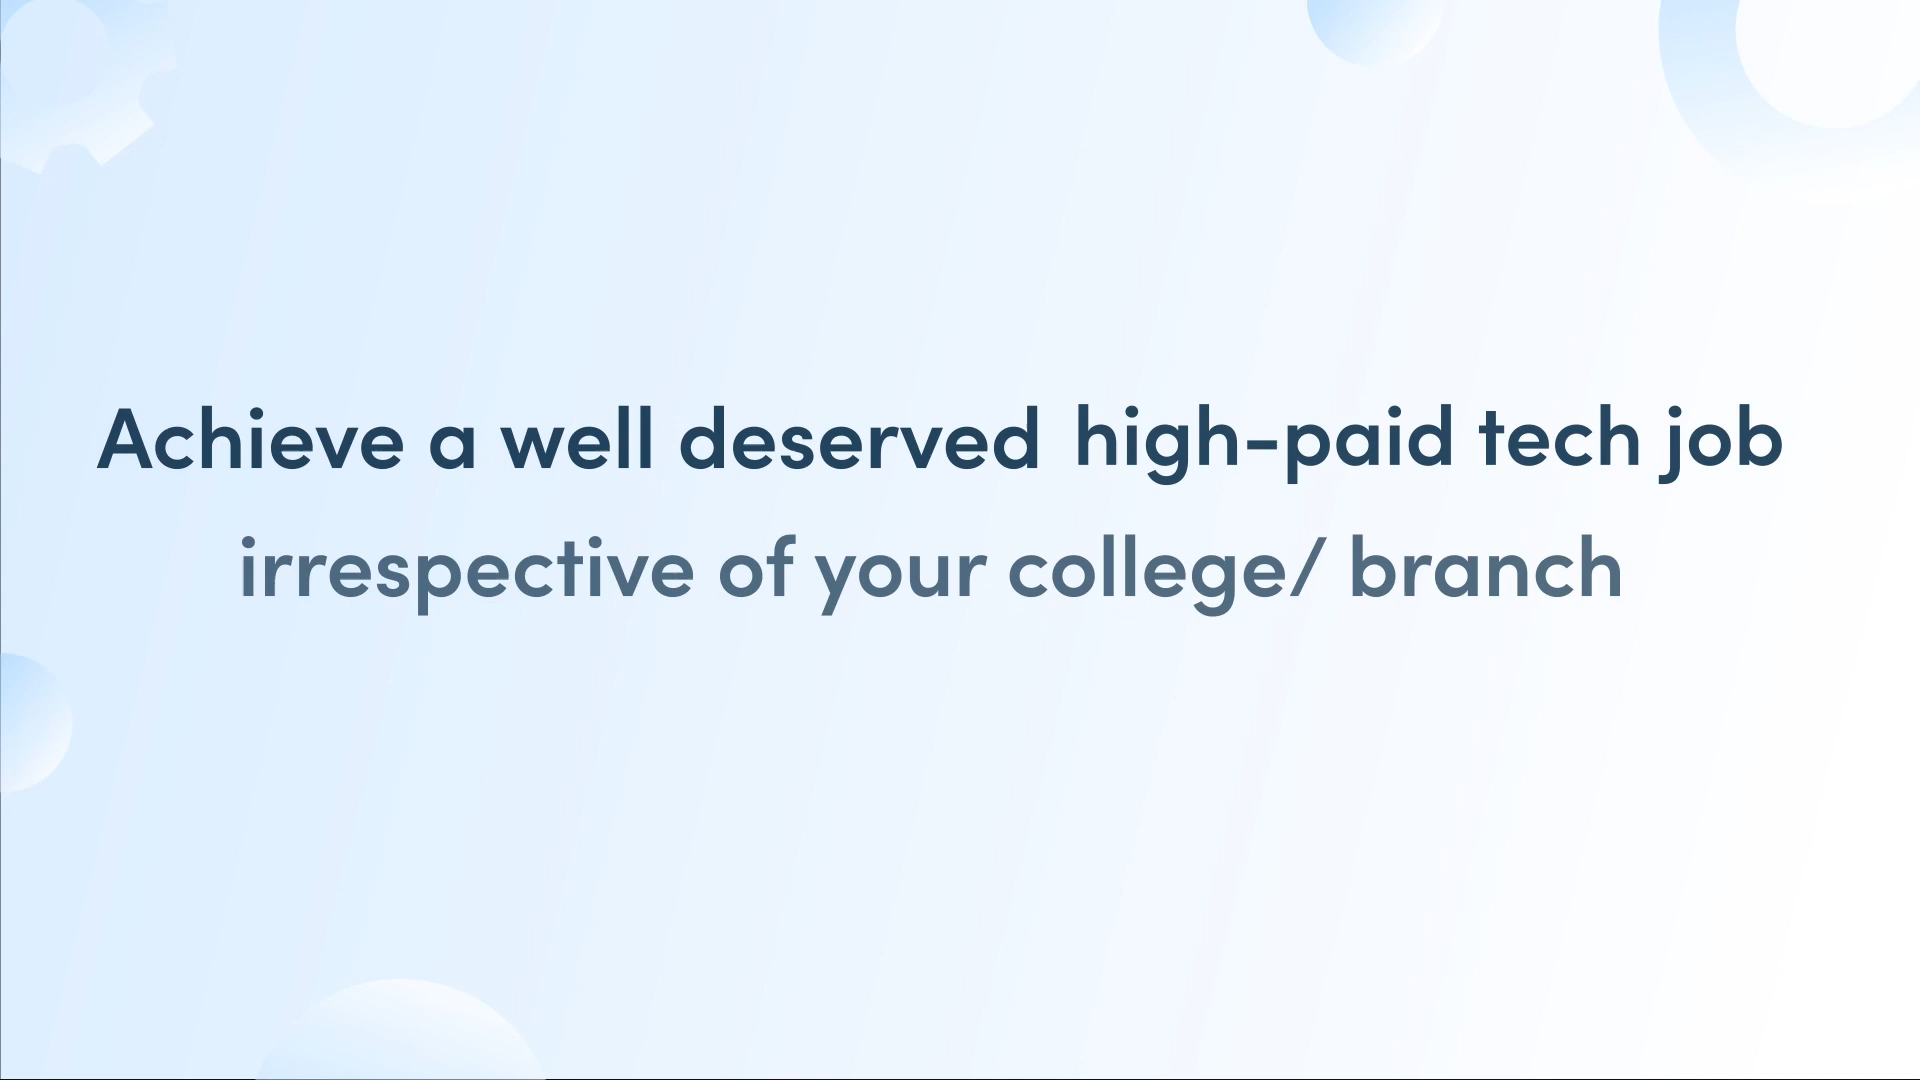 Achieve a well deserved high-paid tech job
irrespective of your college/ branch